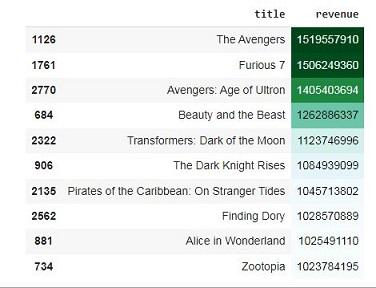 title revenue
1126 The Avengers 1519557910
1761 Furious 7 1506249360
2770 Avengers: Age of Ultron 1405403694
684 Beauty and the Beast 1262886337
2322 Transformers: Dark of the Moon 1123746996
906 The Dark Knight Rises 1084939099
2135 Pirates of the Caribbean: On Stranger Tides 1045713802
2562 Finding Dory 1028570889
881 Alice in Wonderland 1025491110
734 Zootopia 1023784195